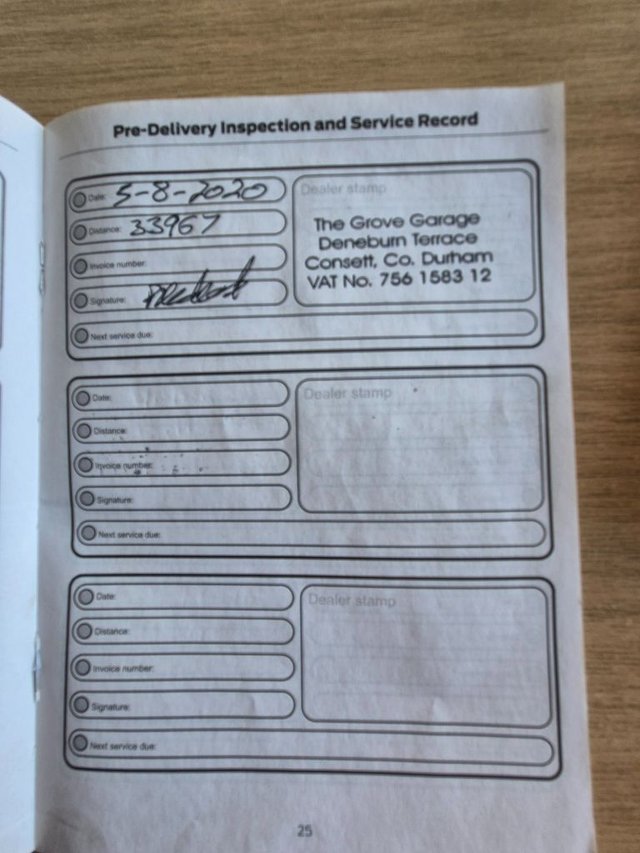 Pre-Delivery Inspection and Service Record
Date: 5-8-2020
Distance: 33967
Invoice number:
Signature:
Next service due:
Dealer stamp
The Grove Garage
Deneburn Terrace
Consett, Co. Durham
VAT No. 756 1583 12
Date:
Distance:
Invoice number:
Signature:
Next service due:
Dealer stamp
Date:
Distance:
Invoice number:
Signature:
Next service due:
Dealer stamp
25